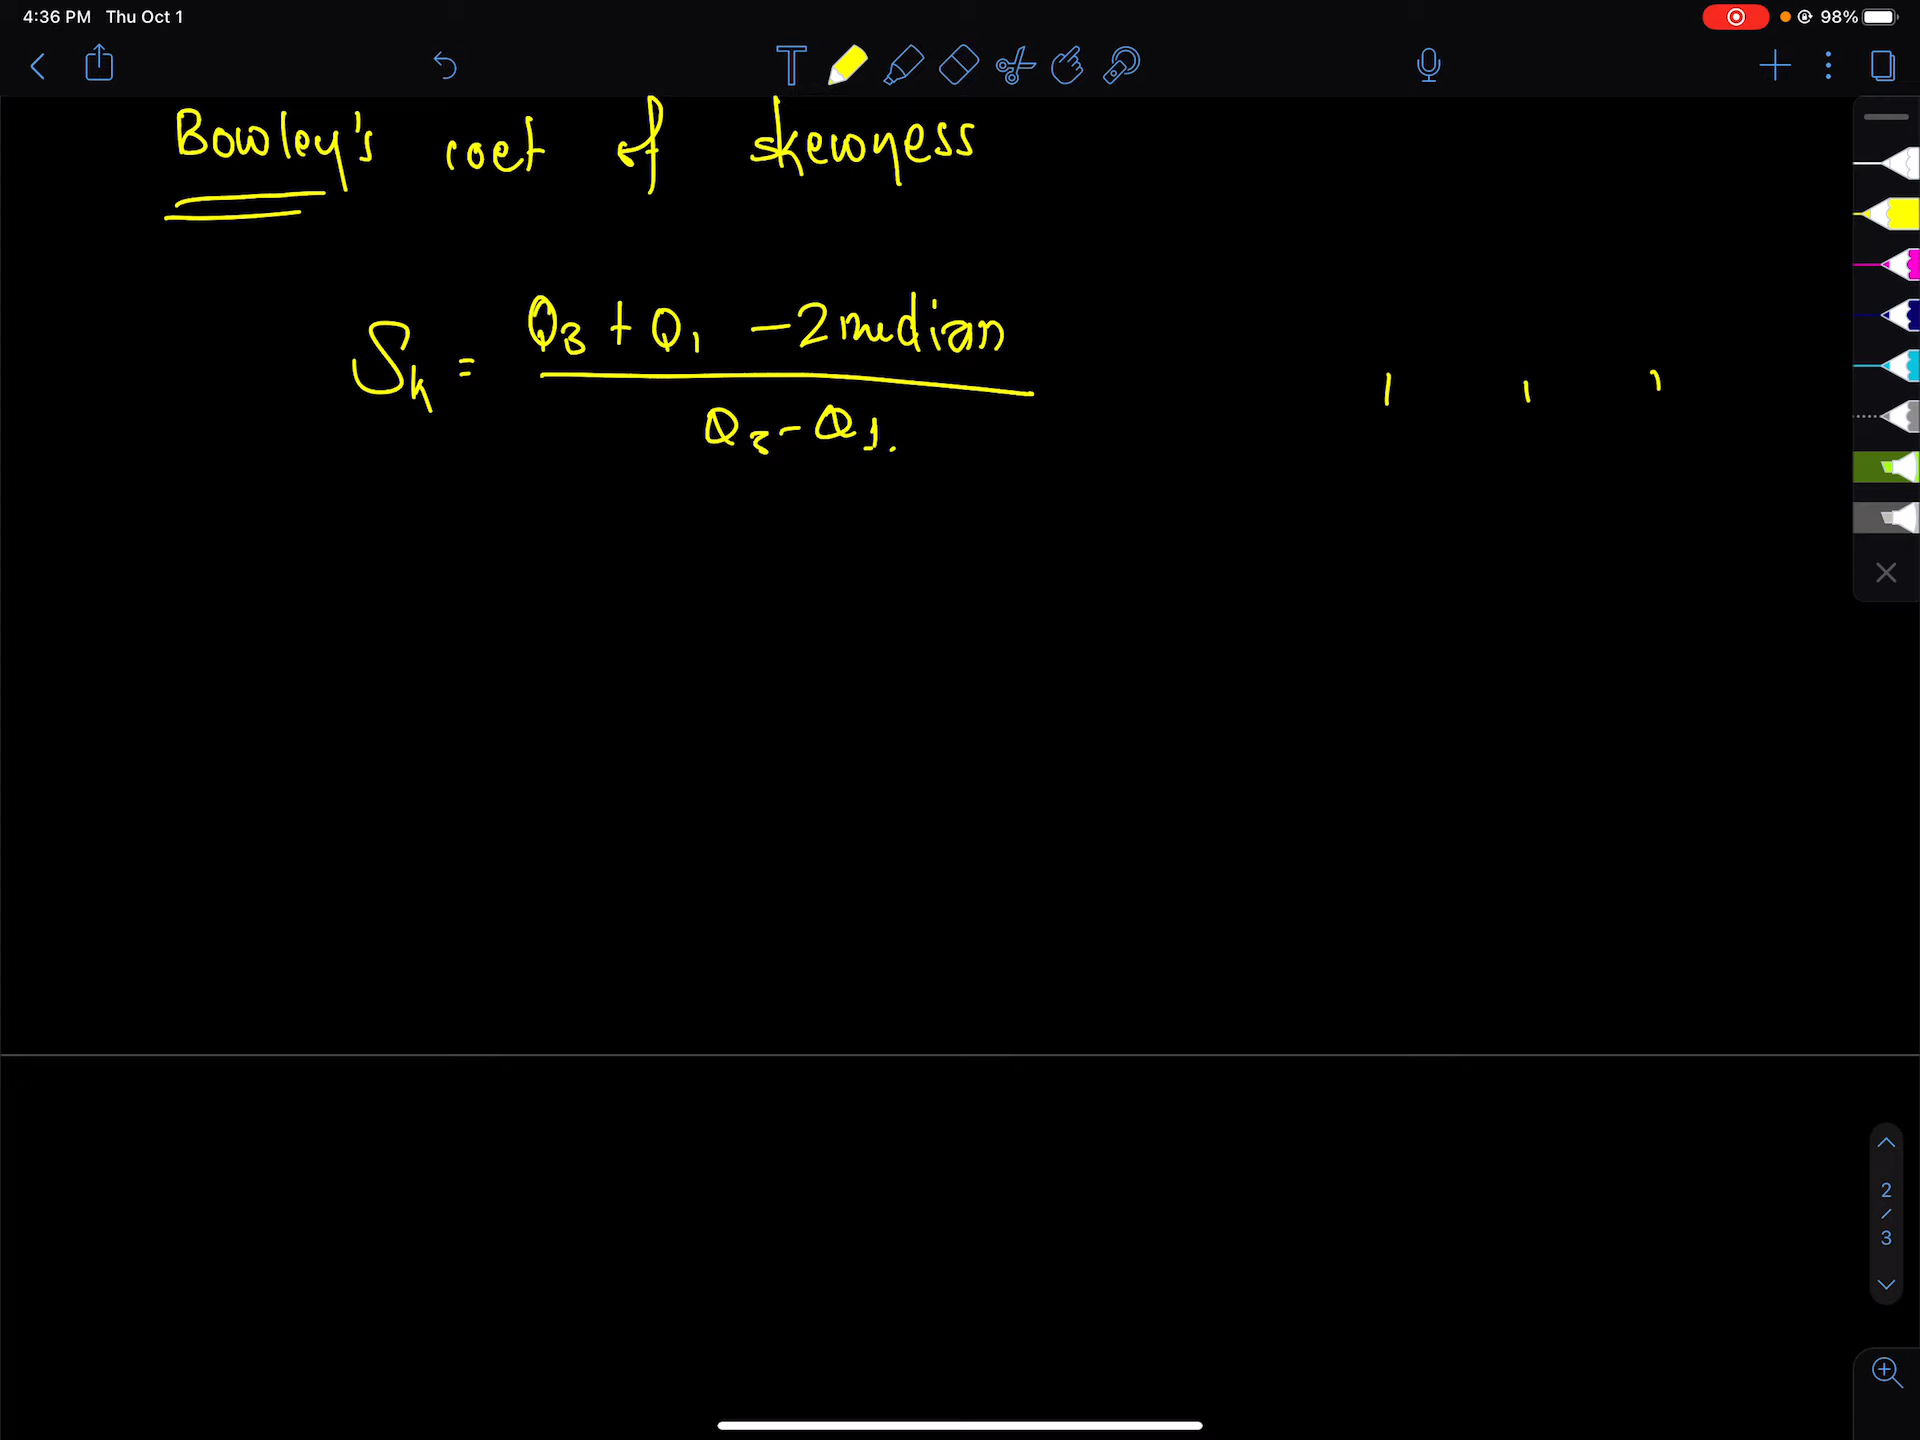 4:36 PM Thu Oct 1
98%
Bowley's coef of skewness
Sk = Q3 + Q1 - 2 median
Q3 - Q1.
2
/
3